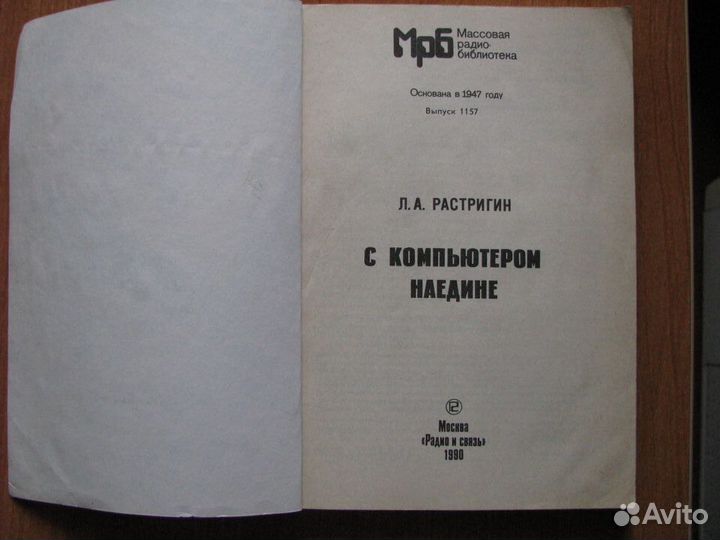 Мрб
Массовая
радио-
библиотека
Основана в 1947 году
Выпуск 1157
Л. А. РАСТРИГИН
С КОМПЬЮТЕРОМ
НАЕДИНЕ
Москва
«Радио и связь»
1990
Avito